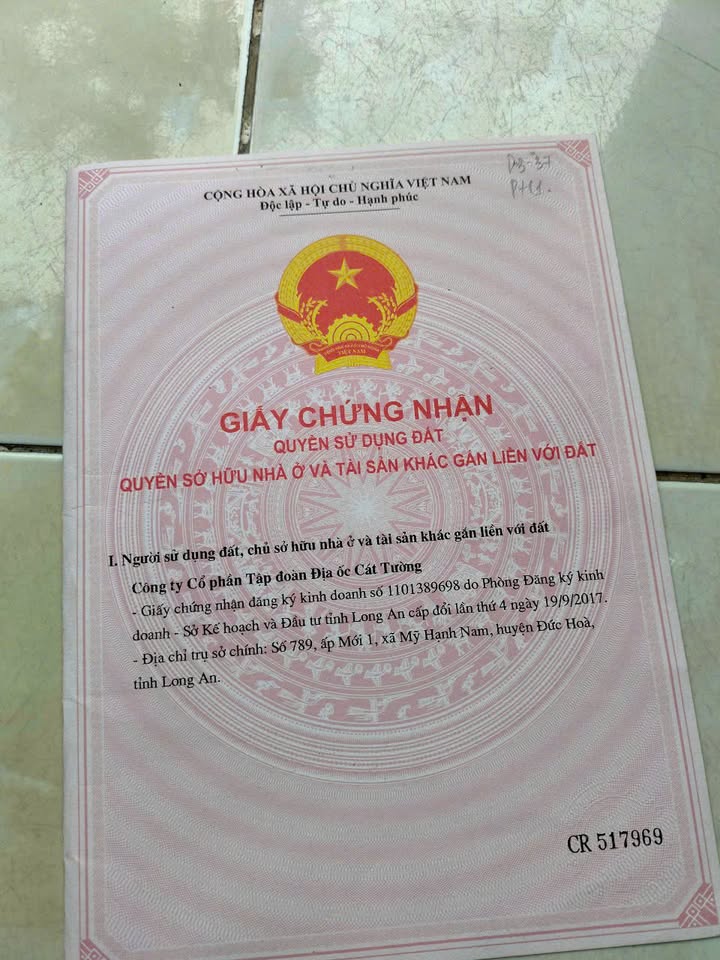 CỘNG HÒA XÃ HỘI CHỦ NGHĨA VIỆT NAM
Độc lập - Tự do - Hạnh phúc
VIỆT NAM
GIẤY CHỨNG NHẬN
QUYỀN SỬ DỤNG ĐẤT
QUYỀN SỞ HỮU NHÀ Ở VÀ TÀI SẢN KHÁC GẮN LIỀN VỚI ĐẤT
I. Người sử dụng đất, chủ sở hữu nhà ở và tài sản khác gắn liền với đất
Công ty Cổ phần Tập đoàn Địa ốc Cát Tường
- Giấy chứng nhận đăng ký kinh doanh số 1101389698 do Phòng Đăng ký kinh
doanh - Sở Kế hoạch và Đầu tư tỉnh Long An cấp đổi lần thứ 4 ngày 19/9/2017.
- Địa chỉ trụ sở chính: Số 789, ấp Mới 1, xã Mỹ Hạnh Nam, huyện Đức Hoà,
tỉnh Long An.
CR 517969